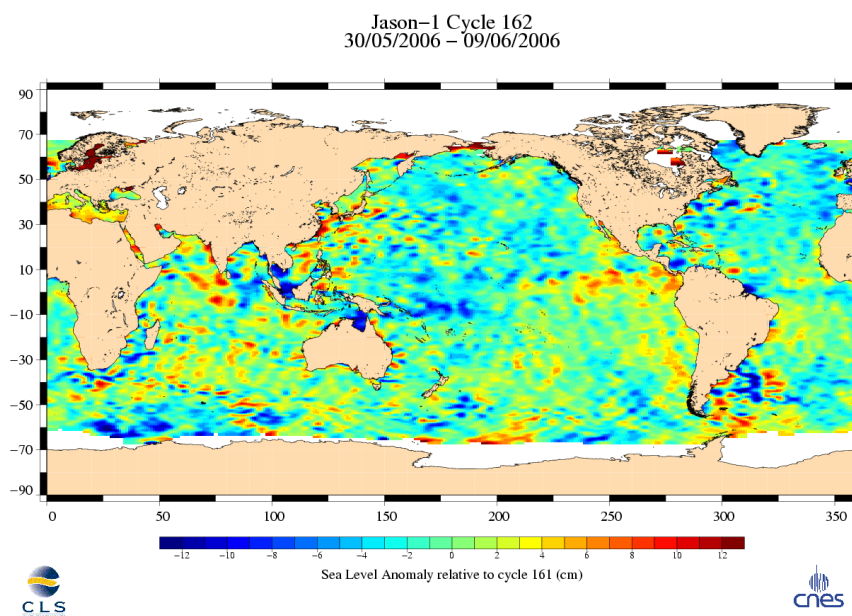 Jason−1 Cycle 162
30/05/2006 − 09/06/2006
90
70
50
30
10
−10
−30
−50
−70
−90
0 50 100 150 200 250 300 350
−12 −10 −8 −6 −4 −2 0 2 4 6 8 10 12
Sea Level Anomaly relative to cycle 161 (cm)
CLS
cnes